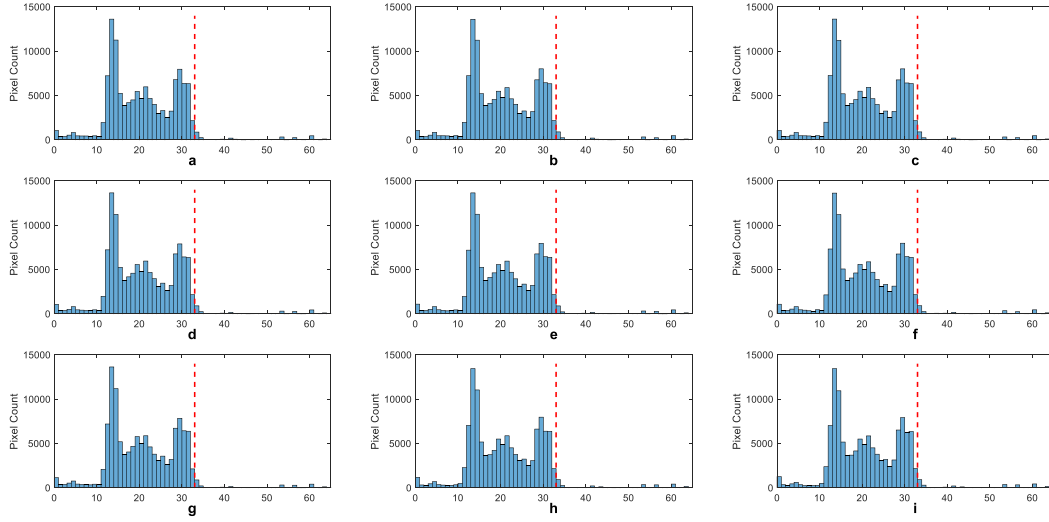 15000 15000 15000
Pixel Count 10000 Pixel Count 10000 Pixel Count 10000
5000 5000 5000
0 0 0
0 10 20 30 40 50 60 0 10 20 30 40 50 60 0 10 20 30 40 50 60
a b c
15000 15000 15000
Pixel Count 10000 Pixel Count 10000 Pixel Count 10000
5000 5000 5000
0 0 0
0 10 20 30 40 50 60 0 10 20 30 40 50 60 0 10 20 30 40 50 60
d e f
15000 15000 15000
Pixel Count 10000 Pixel Count 10000 Pixel Count 10000
5000 5000 5000
0 0 0
0 10 20 30 40 50 60 0 10 20 30 40 50 60 0 10 20 30 40 50 60
g h i